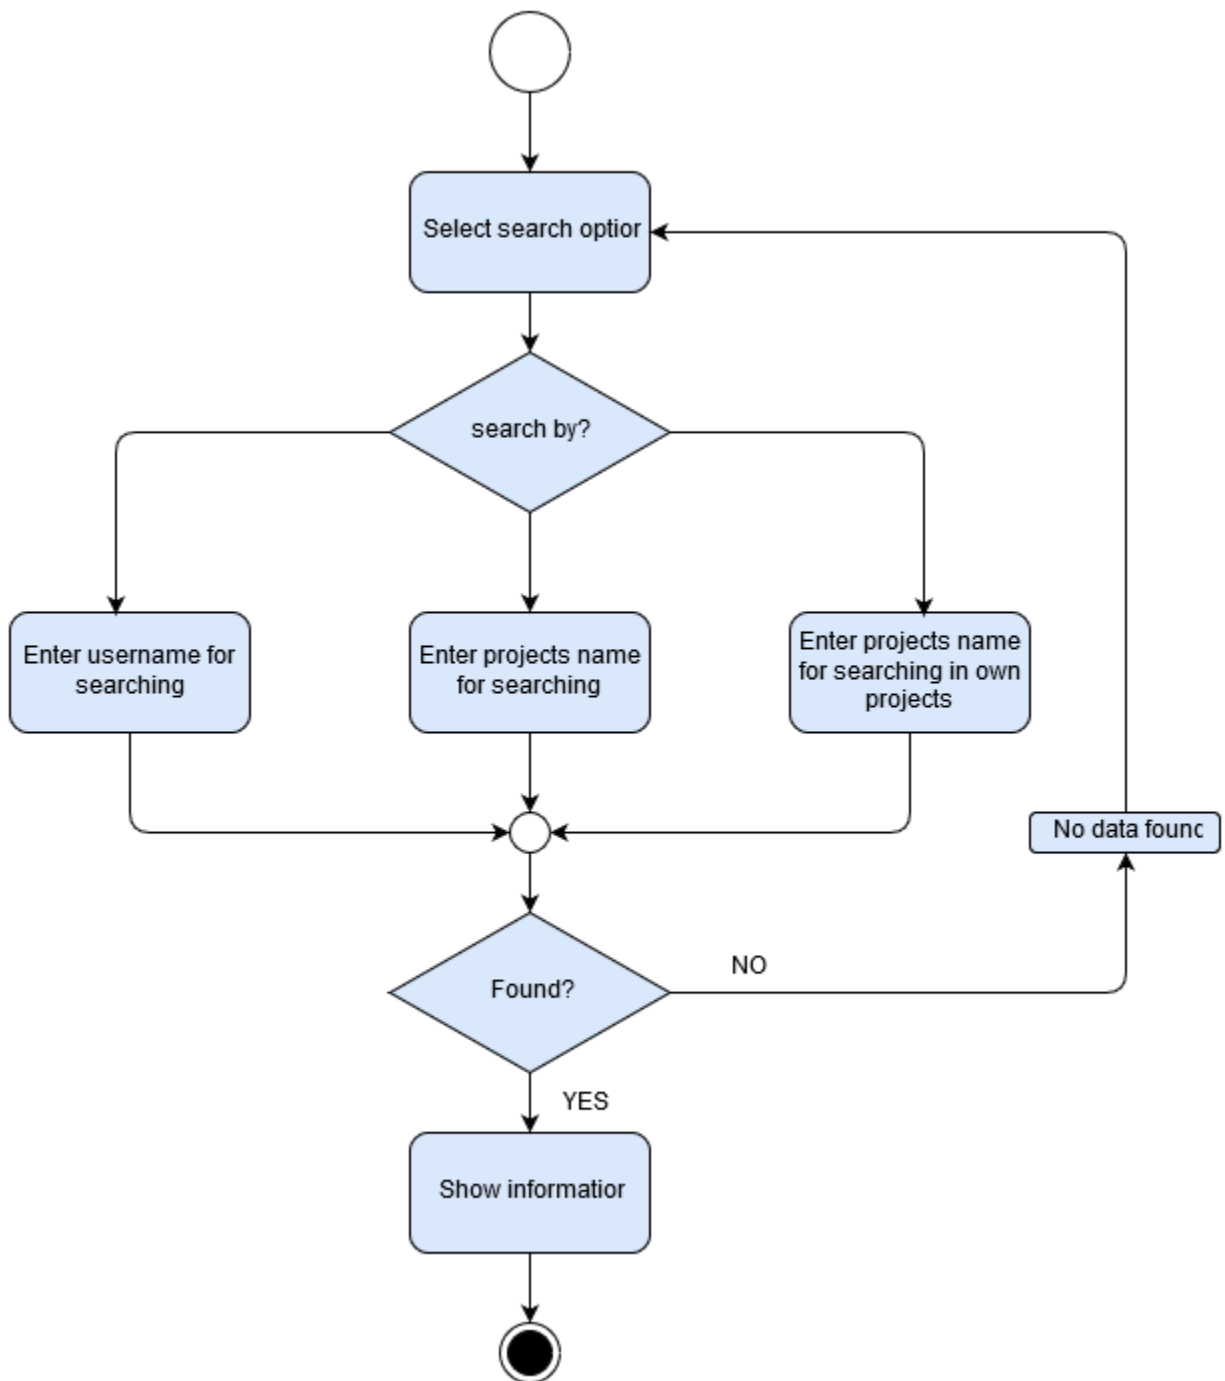 Select search optior
search by?
Enter username for
searching
Enter projects name
for searching
Enter projects name
for searching in own
projects
No data found
Found?
NO
YES
Show informatior